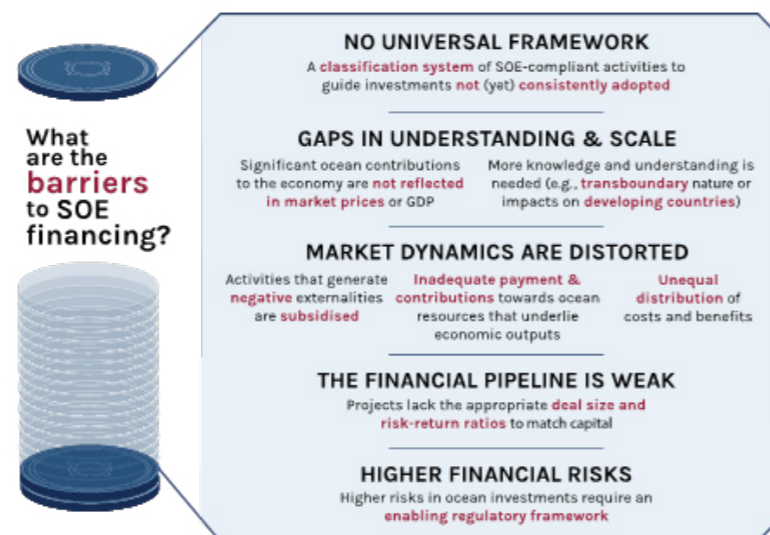 What
are the
barriers
to SOE
financing?
NO UNIVERSAL FRAMEWORK
A classification system of SOE-compliant activities to
guide investments not (yet) consistently adopted
GAPS IN UNDERSTANDING & SCALE
Significant ocean contributions
to the economy are not reflected
in market prices or GDP
More knowledge and understanding is
needed (e.g., transboundary nature or
impacts on developing countries)
MARKET DYNAMICS ARE DISTORTED
Activities that generate
negative externalities
are subsidised
Inadequate payment &
contributions towards ocean
resources that underlie
economic outputs
Unequal
distribution of
costs and benefits
THE FINANCIAL PIPELINE IS WEAK
Projects lack the appropriate deal size and
risk-return ratios to match capital
HIGHER FINANCIAL RISKS
Higher risks in ocean investments require an
enabling regulatory framework